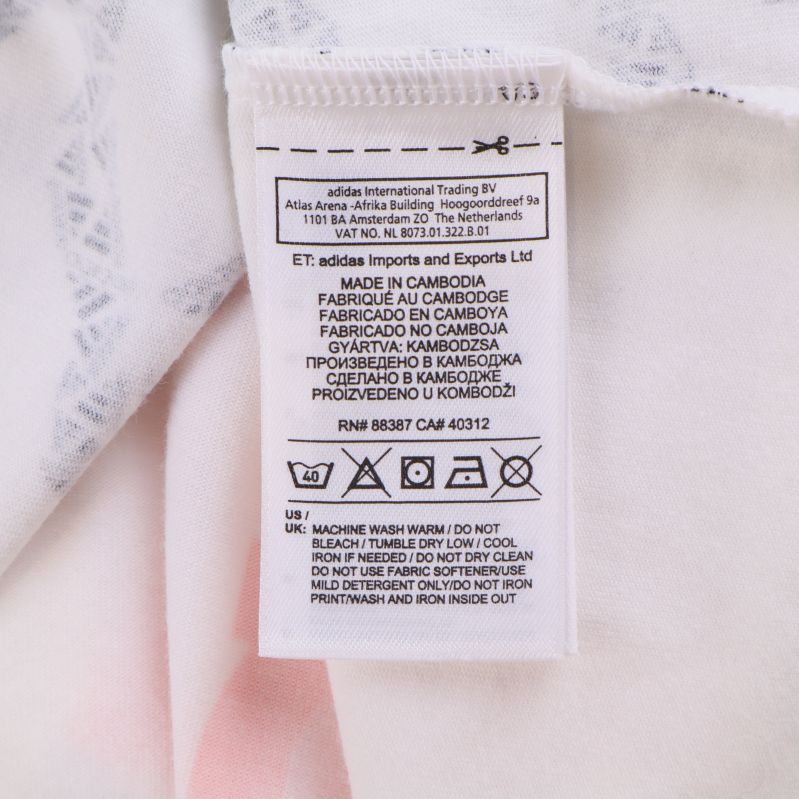 adidas International Trading BV
Atlas Arena -Afrika Building Hoogoorddreef 9a
1101 BA Amsterdam ZO The Netherlands
VAT NO. NL 8073.01.322.B.01
ET: adidas Imports and Exports Ltd
MADE IN CAMBODIA
FABRIQUÉ AU CAMBODGE
FABRICADO EN CAMBOYA
FABRICADO NO CAMBOJA
GYÁRTVA: KAMBODZSA
ПРОИЗВЕДЕНО В КАМБОДЖА
СДЕЛАНО В КАМБОДЖЕ
PROIZVEDENO U KOMBODŽI
RN# 88387 CA# 40312
40
US /
UK: MACHINE WASH WARM / DO NOT
BLEACH / TUMBLE DRY LOW / COOL
IRON IF NEEDED / DO NOT DRY CLEAN
DO NOT USE FABRIC SOFTENER/USE
MILD DETERGENT ONLY/DO NOT IRON
PRINT/WASH AND IRON INSIDE OUT